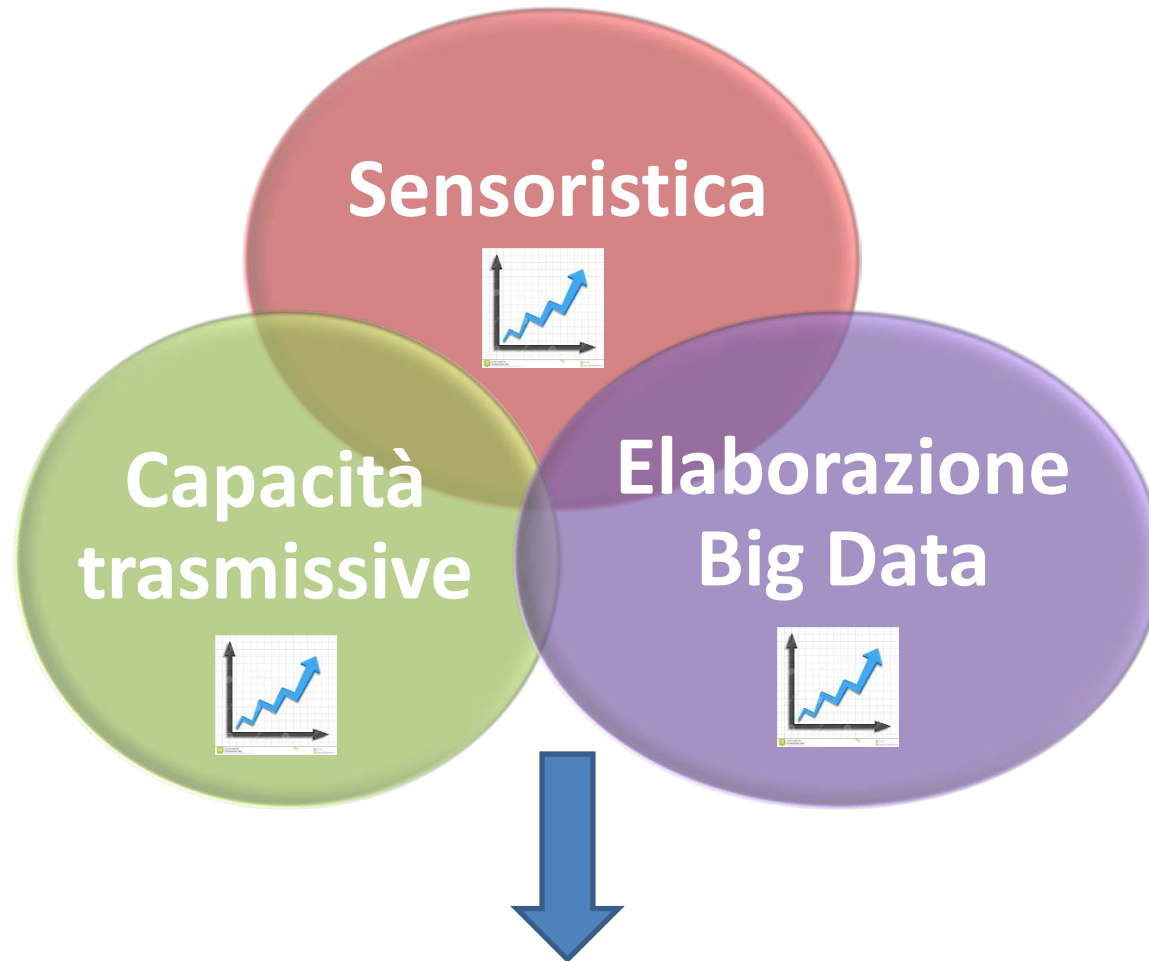 Sensoristica
Capacità
trasmissive
Elaborazione
Big Data